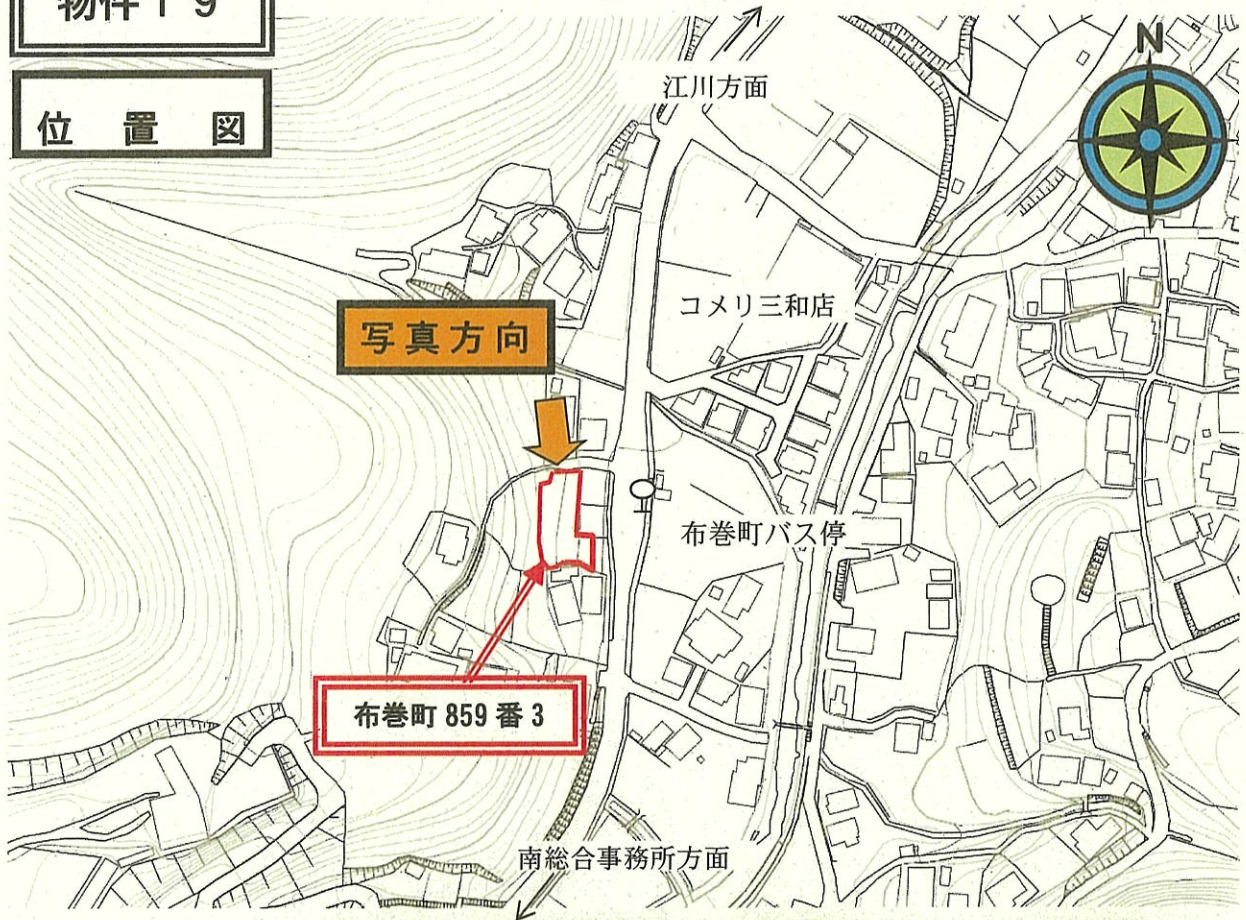 物件19
位置図
N
江川方面
コメリ三和店
写真方向
布巻町バス停
布巻町859番3
南総合事務所方面